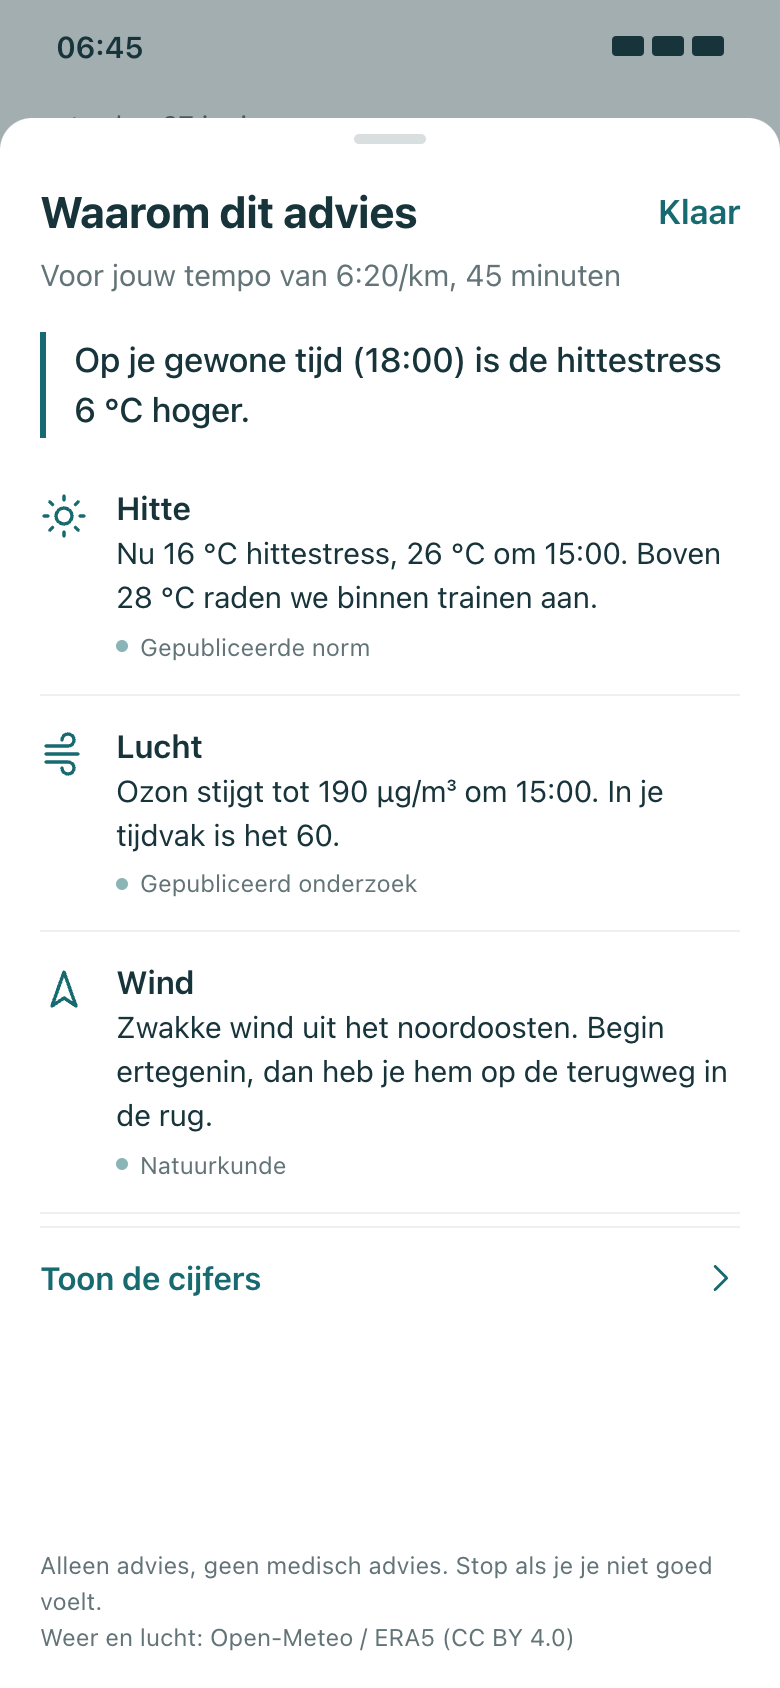 06:45
Waarom dit advies
Klaar
Voor jouw tempo van 6:20/km, 45 minuten
Op je gewone tijd (18:00) is de hittestress
6 °C hoger.
Hitte
Nu 16 °C hittestress, 26 °C om 15:00. Boven
28 °C raden we binnen trainen aan.
Gepubliceerde norm
Lucht
Ozon stijgt tot 190 µg/m³ om 15:00. In je
tijdvak is het 60.
Gepubliceerd onderzoek
Wind
Zwakke wind uit het noordoosten. Begin
ertegenin, dan heb je hem op de terugweg in
de rug.
Natuurkunde
Toon de cijfers
Alleen advies, geen medisch advies. Stop als je je niet goed
voelt.
Weer en lucht: Open-Meteo / ERA5 (CC BY 4.0)